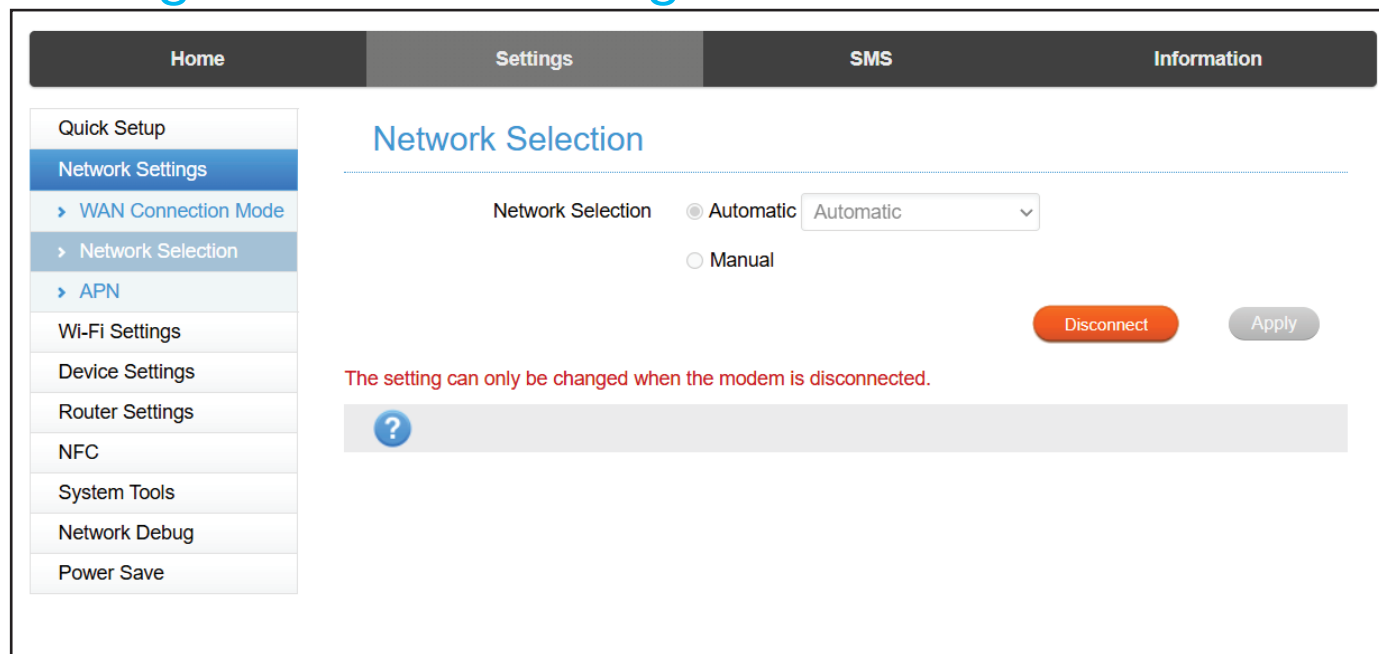 Home Settings SMS Information
Quick Setup
Network Settings
WAN Connection Mode
Network Selection
APN
Wi-Fi Settings
Device Settings
Router Settings
NFC
System Tools
Network Debug
Power Save
Network Selection
Network Selection Automatic Automatic
Manual
Disconnect Apply
The setting can only be changed when the modem is disconnected.
?